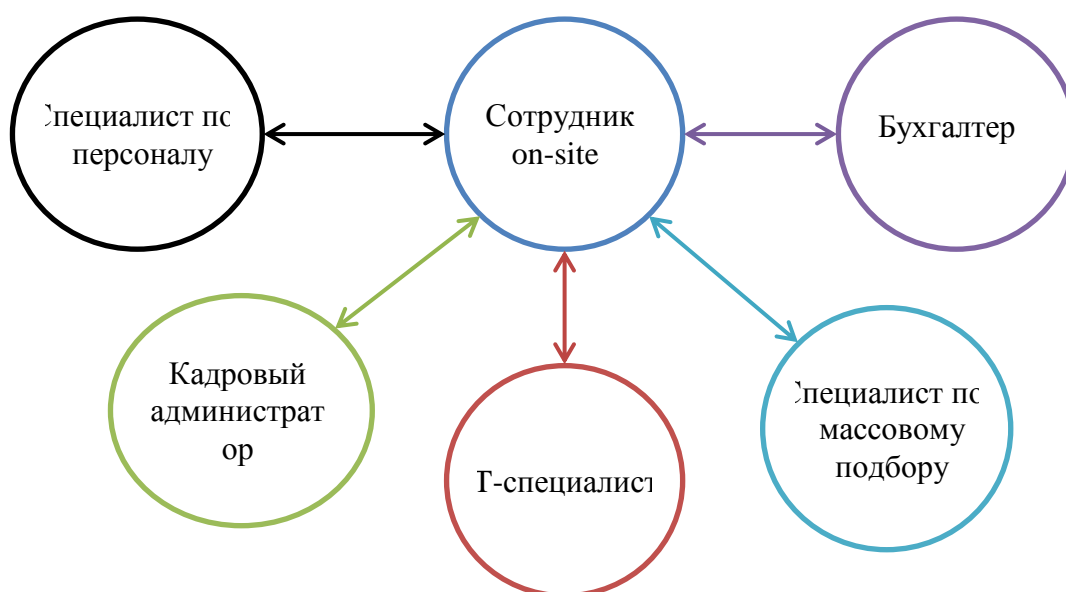 Специалист по
персоналу
Сотрудник
on-site
Бухгалтер
Кадровый
администрат
ор
Т-специалист
Специалист по
массовому
подбору